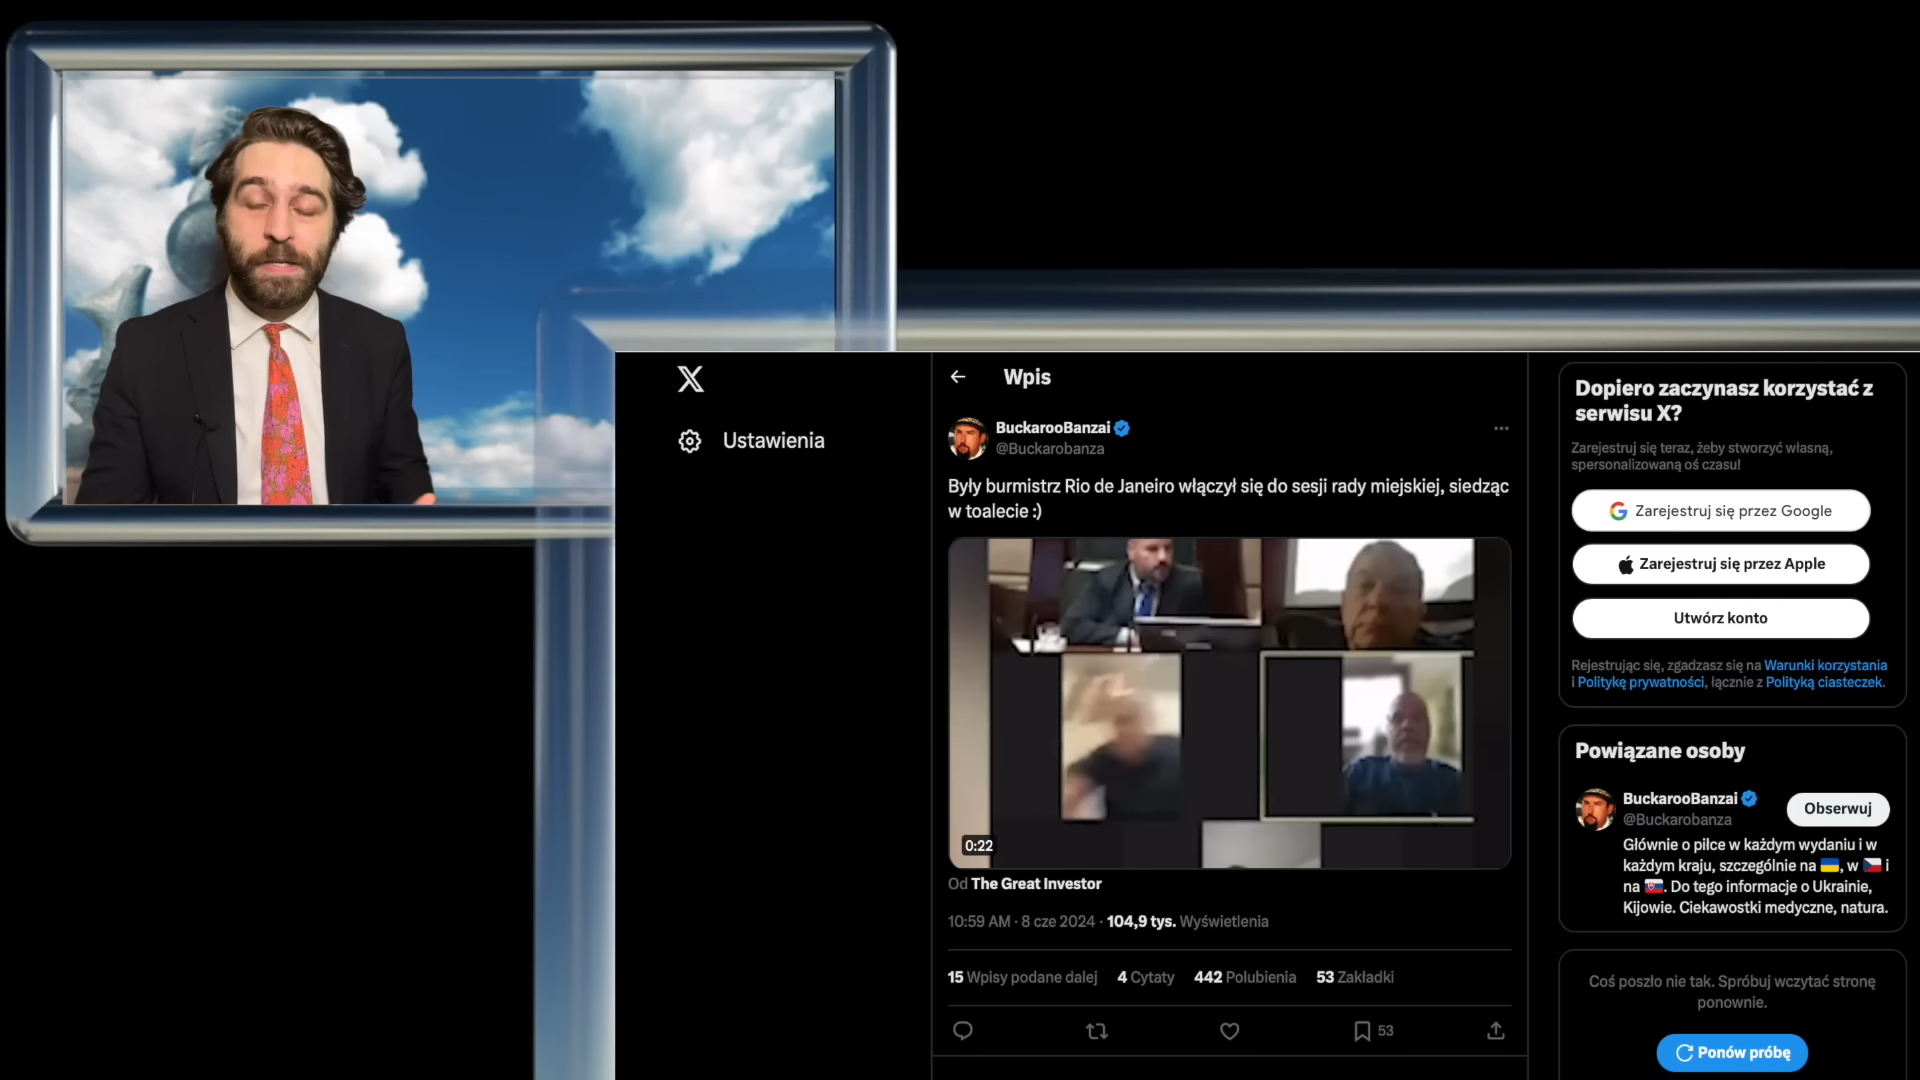 Ustawienia
Wpis
BuckarooBanzai
@Buckarobanza
Były burmistrz Rio de Janeiro włączył się do sesji rady miejskiej, siedząc
w toalecie :)
0:22
Od The Great Investor
10:59 AM · 8 cze 2024 · 104,9 tys. Wyświetlenia
15 Wpisy podane dalej 4 Cytaty 442 Polubienia 53 Zakładki
53
Dopiero zaczynasz korzystać z
serwisu X?
Zarejestruj się teraz, żeby stworzyć własną,
spersonalizowaną oś czasu!
Zarejestruj się przez Google
Zarejestruj się przez Apple
Utwórz konto
Rejestrując się, zgadzasz się na Warunki korzystania
i Politykę prywatności, łącznie z Polityką ciasteczek.
Powiązane osoby
BuckarooBanzai
@Buckarobanza
Obserwuj
Głównie o piłce w każdym wydaniu i w
każdym kraju, szczególnie na 🇺🇦, w 🇨🇿 i
na 🇸🇰. Do tego informacje o Ukrainie,
Kijowie. Ciekawostki medyczne, natura.
Coś poszło nie tak. Spróbuj wczytać stronę
ponownie.
Ponów próbę